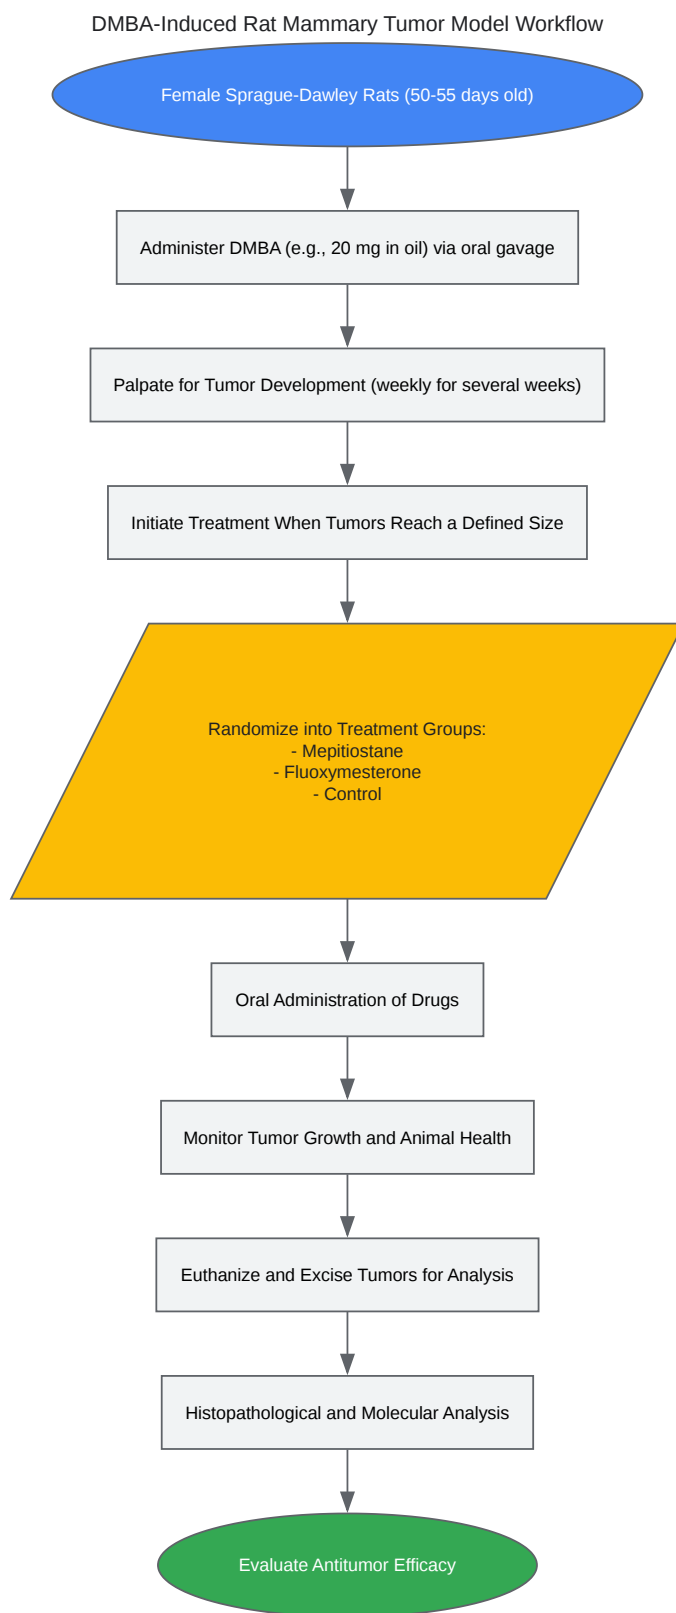 DMBA-Induced Rat Mammary Tumor Model Workflow
Female Sprague-Dawley Rats (50-55 days old)
Administer DMBA (e.g., 20 mg in oil) via oral gavage
Palpate for Tumor Development (weekly for several weeks)
Initiate Treatment When Tumors Reach a Defined Size
Randomize into Treatment Groups:
- Mepitiostane
- Fluoxymesterone
- Control
Oral Administration of Drugs
Monitor Tumor Growth and Animal Health
Euthanize and Excise Tumors for Analysis
Histopathological and Molecular Analysis
Evaluate Antitumor Efficacy